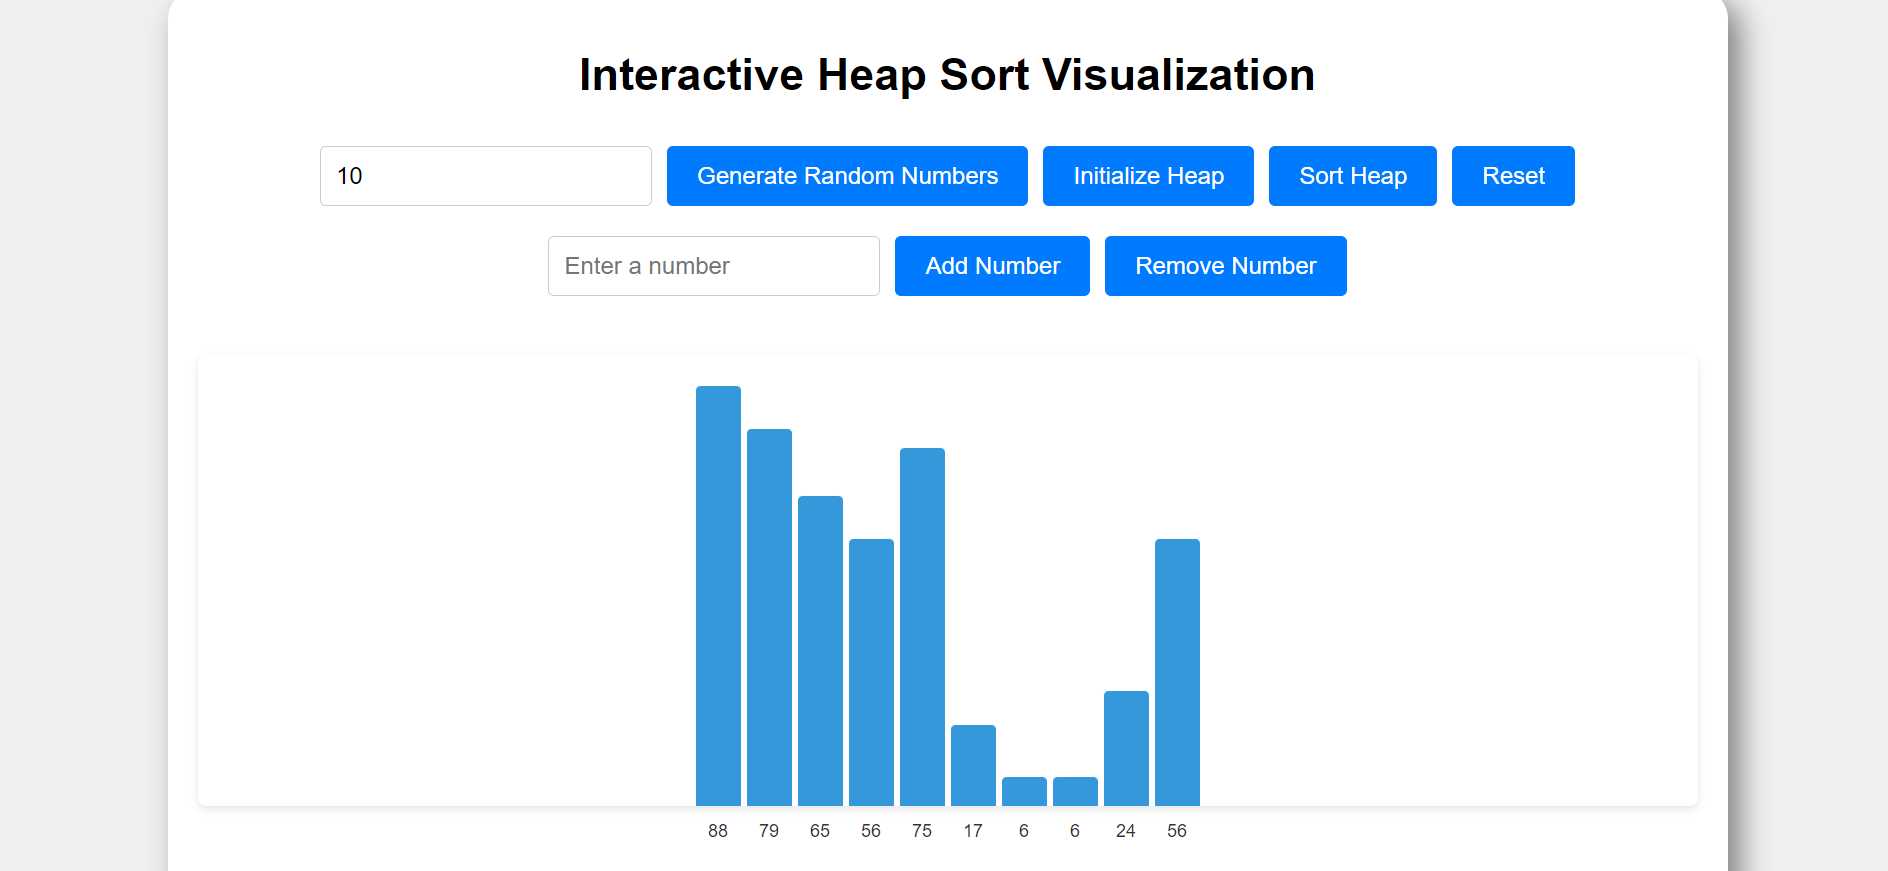 Interactive Heap Sort Visualization
10 Generate Random Numbers Initialize Heap Sort Heap Reset
Enter a number Add Number Remove Number
88 79 65 56 75 17 6 6 24 56